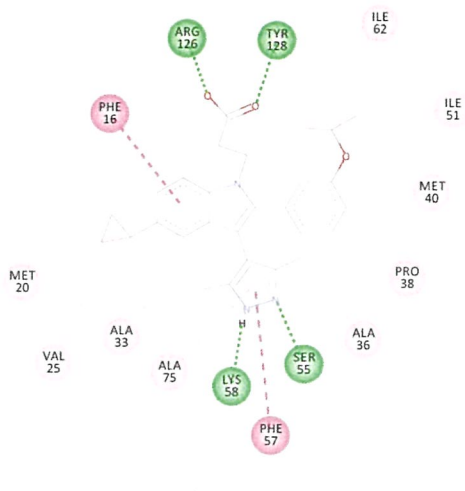 ILE
62
ARG
126
TYR
128
ILE
51
PHE
16
O
O
O
MET
40
N
MET
20
PRO
38
N
N
H
ALA
33
ALA
36
VAL
25
ALA
75
SER
55
LYS
58
PHE
57